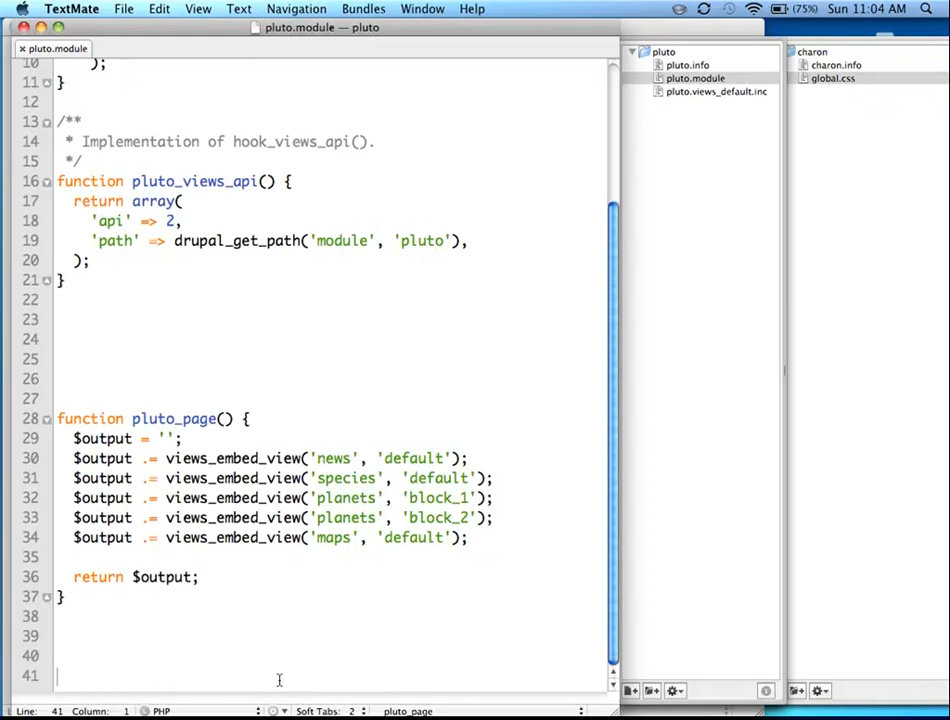 TextMate File Edit View Text Navigation Bundles Window Help (75%) Sun 11:04 AM
pluto.module — pluto
pluto.module
10 );
11 }
12
13 /**
14 * Implementation of hook_views_api().
15 */
16 function pluto_views_api() {
17 return array(
18 'api' => 2,
19 'path' => drupal_get_path('module', 'pluto'),
20 );
21 }
22
23
24
25
26
27
28 function pluto_page() {
29 $output = '';
30 $output .= views_embed_view('news', 'default');
31 $output .= views_embed_view('species', 'default');
32 $output .= views_embed_view('planets', 'block_1');
33 $output .= views_embed_view('planets', 'block_2');
34 $output .= views_embed_view('maps', 'default');
35
36 return $output;
37 }
38
39
40
41
Line: 41 Column: 1 PHP Soft Tabs: 2 pluto_page
pluto
pluto.info
pluto.module
pluto.views_default.inc
charon
charon.info
global.css